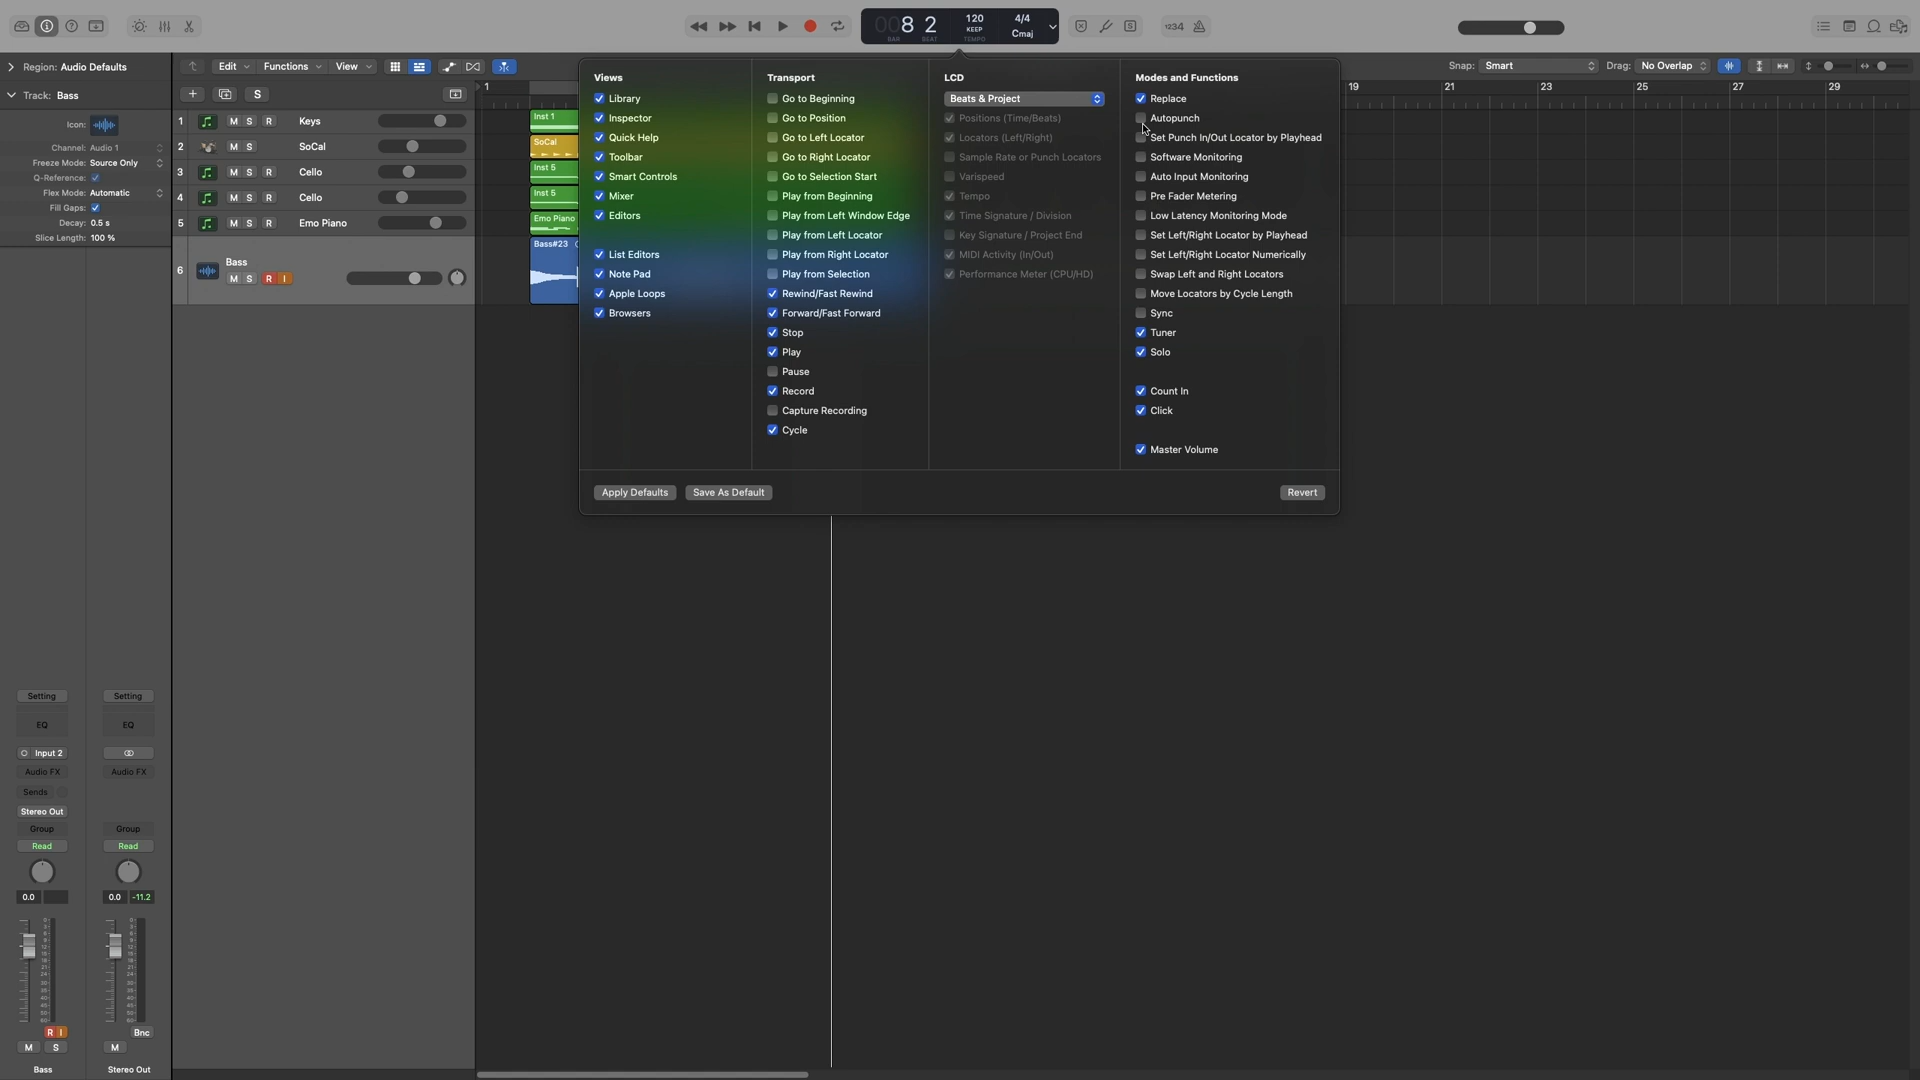 8 2
BAR BEAT
120
KEEP
TEMPO
4/4
Cmaj
1234
Region: Audio Defaults
Track: Bass
Icon:
Channel: Audio 1
Freeze Mode: Source Only
Q-Reference:
Flex Mode: Automatic
Fill Gaps:
Decay: 0.5 s
Slice Length: 100 %
Edit
Functions
View
Snap: Smart
Drag: No Overlap
S
1
19
21
23
25
27
29
1 M S R Keys
2 M S SoCal
3 M S R Cello
4 M S R Cello
5 M S R Emo Piano
6 Bass
M S R I
Inst 1
SoCal
Inst 5
Inst 5
Emo Piano
Bass#23
Views
Library
Inspector
Quick Help
Toolbar
Smart Controls
Mixer
Editors
List Editors
Note Pad
Apple Loops
Browsers
Transport
Go to Beginning
Go to Position
Go to Left Locator
Go to Right Locator
Go to Selection Start
Play from Beginning
Play from Left Window Edge
Play from Left Locator
Play from Right Locator
Play from Selection
Rewind/Fast Rewind
Forward/Fast Forward
Stop
Play
Pause
Record
Capture Recording
Cycle
LCD
Beats & Project
Positions (Time/Beats)
Locators (Left/Right)
Sample Rate or Punch Locators
Varispeed
Tempo
Time Signature / Division
Key Signature / Project End
MIDI Activity (In/Out)
Performance Meter (CPU/HD)
Modes and Functions
Replace
Autopunch
Set Punch In/Out Locator by Playhead
Software Monitoring
Auto Input Monitoring
Pre Fader Metering
Low Latency Monitoring Mode
Set Left/Right Locator by Playhead
Set Left/Right Locator Numerically
Swap Left and Right Locators
Move Locators by Cycle Length
Sync
Tuner
Solo
Count In
Click
Master Volume
Apply Defaults
Save As Default
Revert
Setting Setting
EQ EQ
Input 2
Audio FX Audio FX
Sends
Stereo Out
Group Group
Read Read
0.0 0.0 -11.2
R I Bnc
M S M
Bass Stereo Out